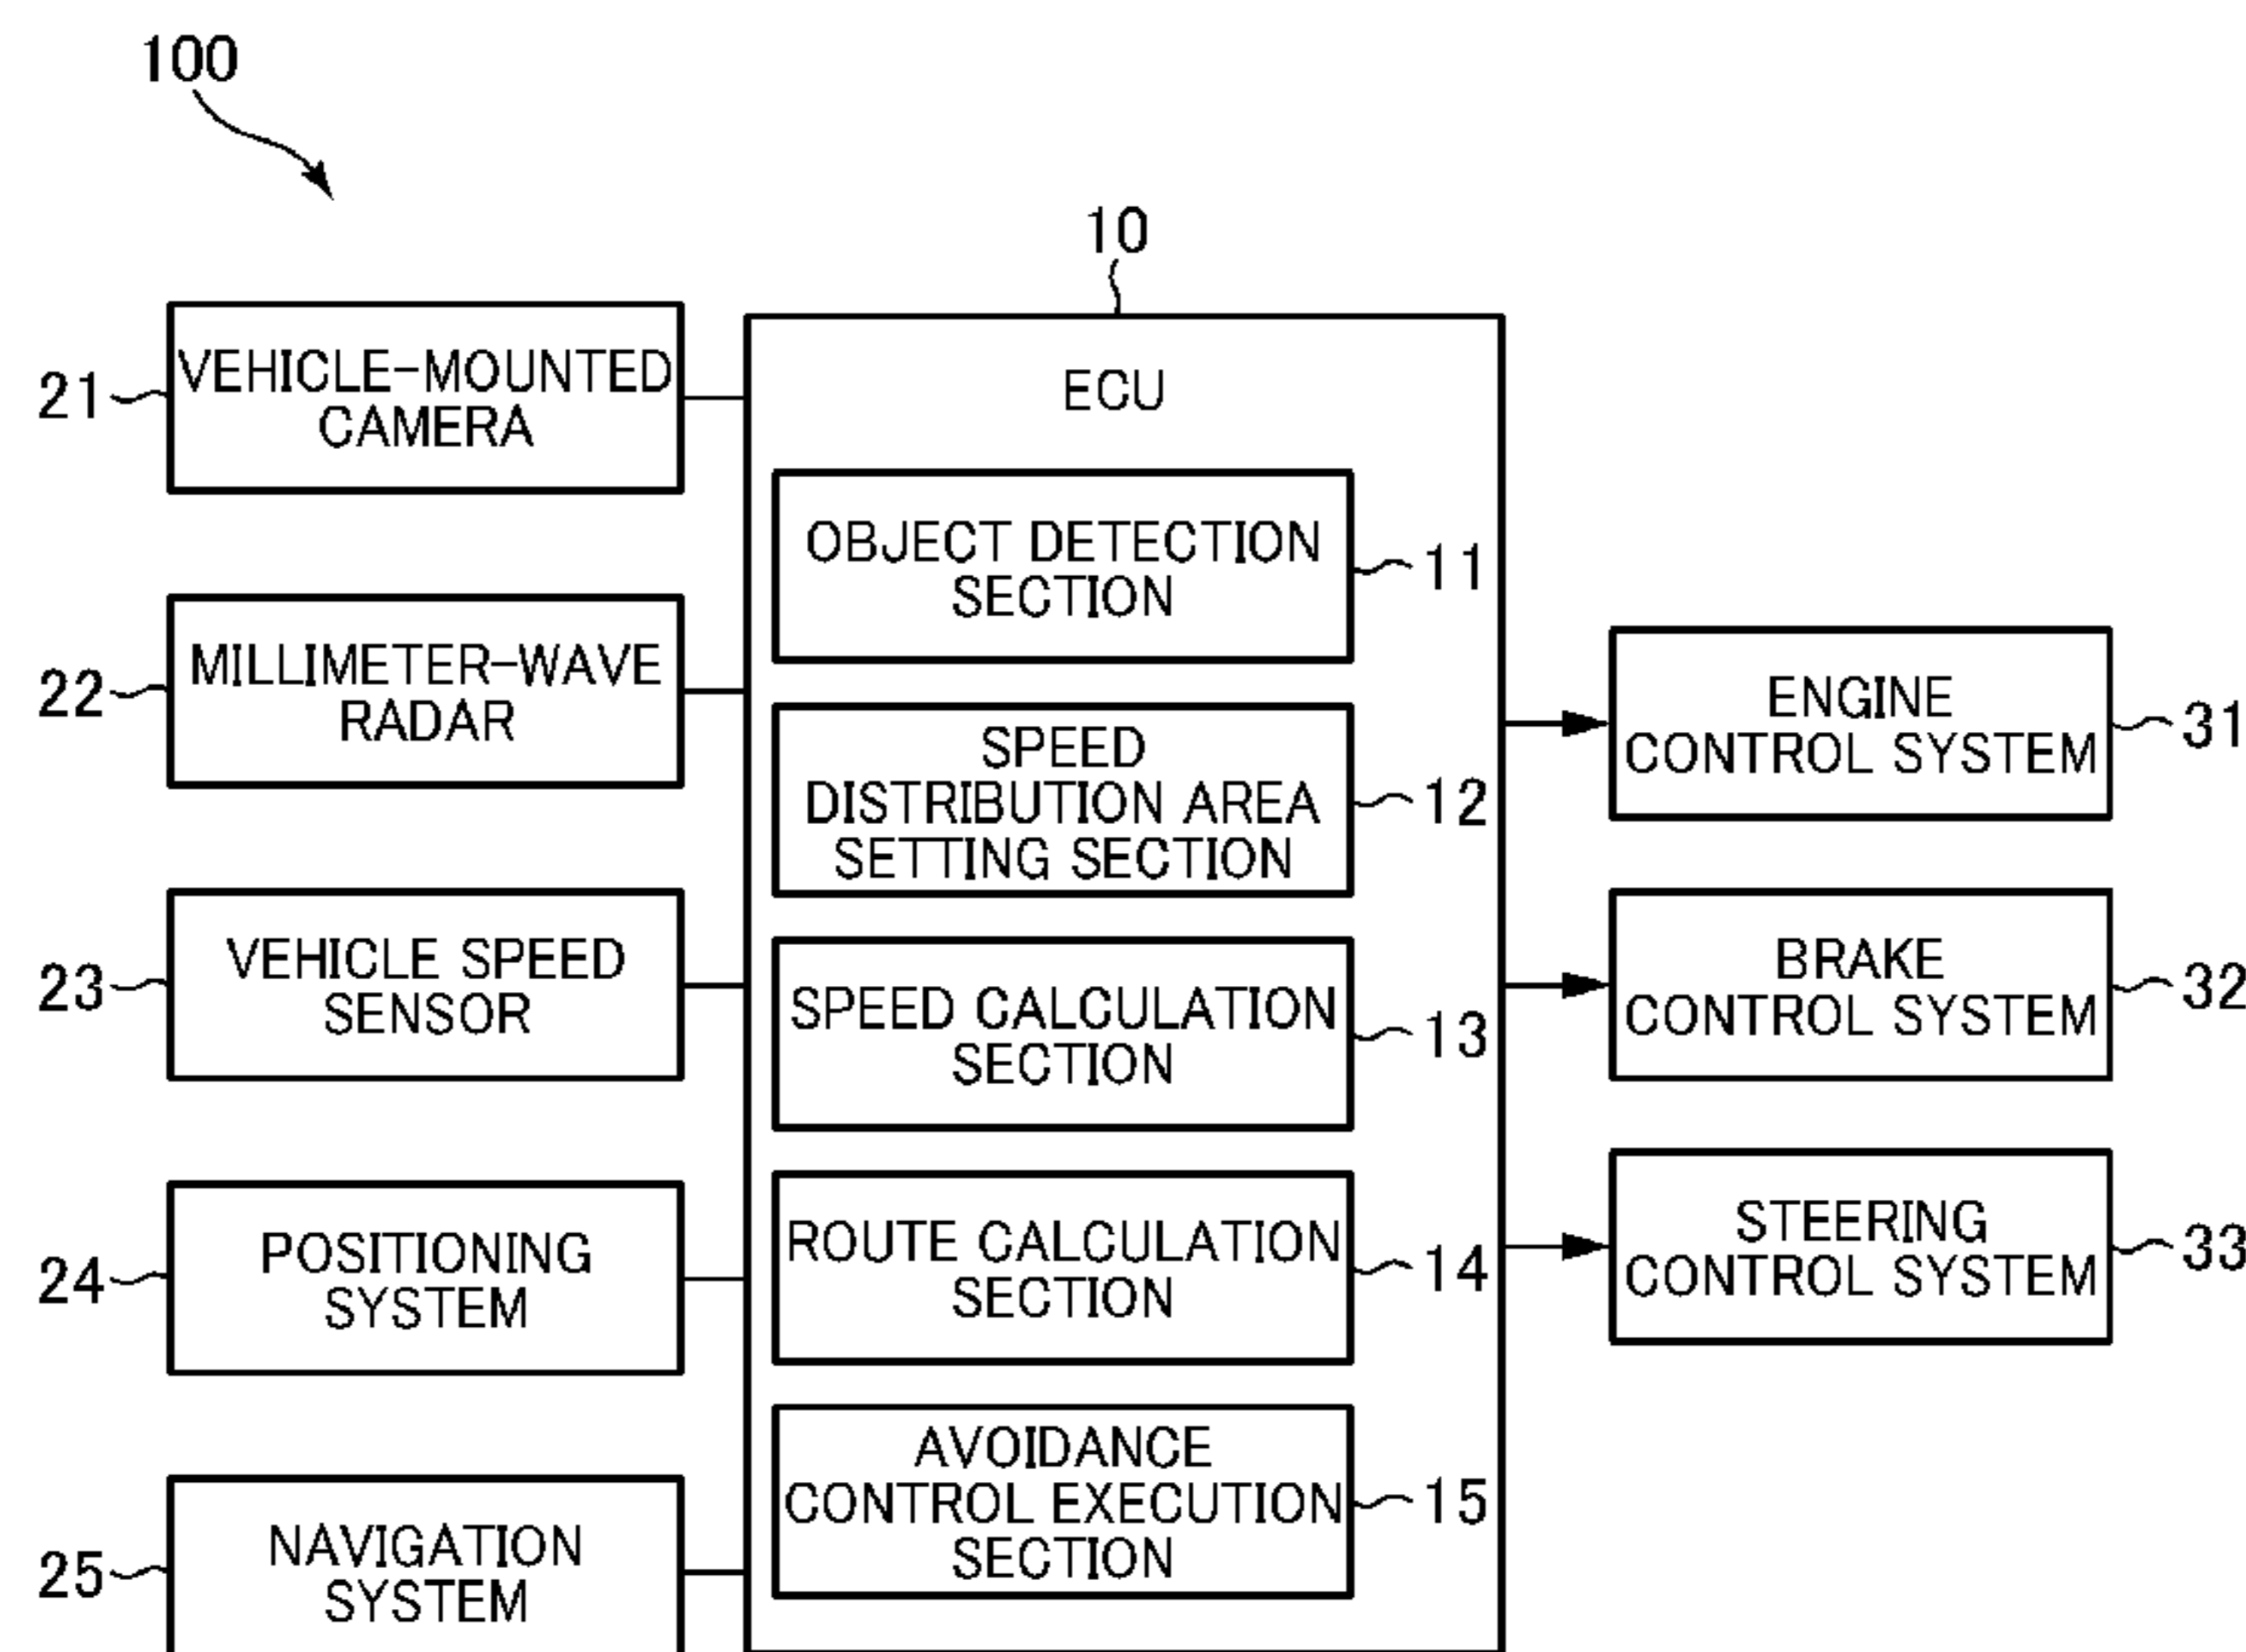 100
10
21
VEHICLE-MOUNTED
CAMERA
22
MILLIMETER-WAVE
RADAR
23
VEHICLE SPEED
SENSOR
24
POSITIONING
SYSTEM
25
NAVIGATION
SYSTEM
ECU
OBJECT DETECTION
SECTION
11
SPEED
DISTRIBUTION AREA
SETTING SECTION
12
SPEED CALCULATION
SECTION
13
ROUTE CALCULATION
SECTION
14
AVOIDANCE
CONTROL EXECUTION
SECTION
15
ENGINE
CONTROL SYSTEM
31
BRAKE
CONTROL SYSTEM
32
STEERING
CONTROL SYSTEM
33